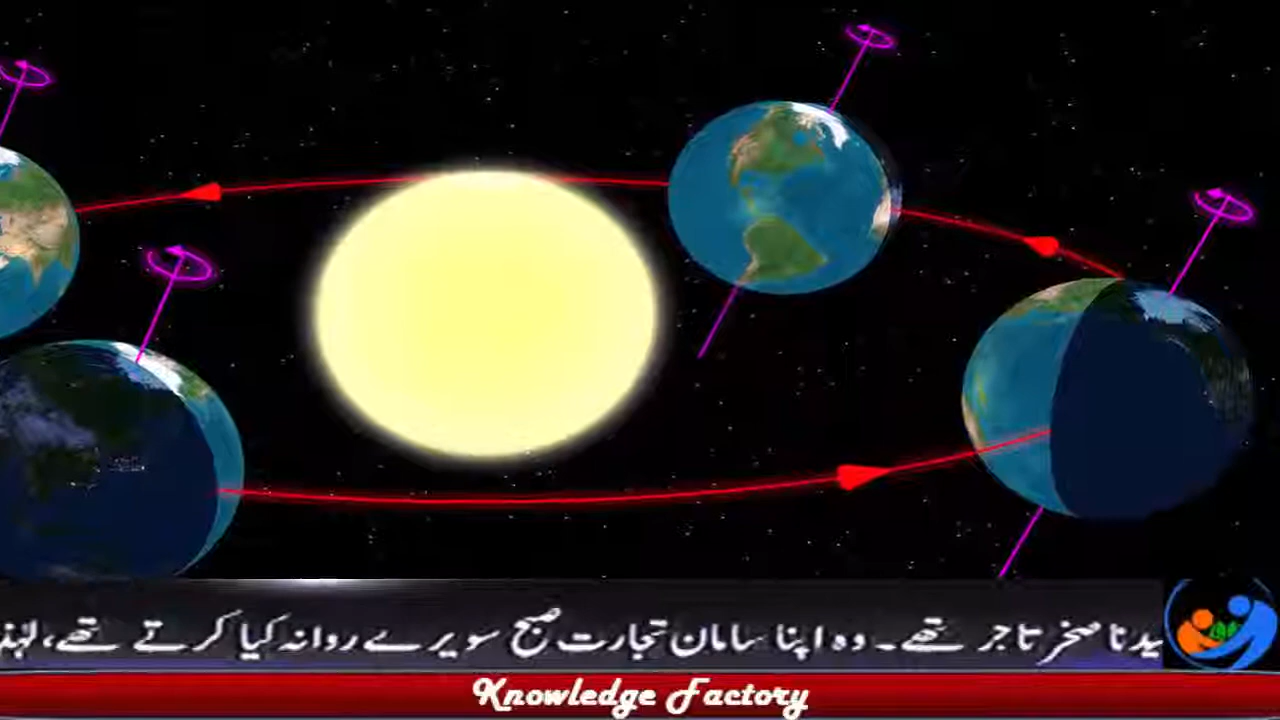 یدنا صخر تاجر تھے۔ وہ اپنا سامان تجارت صبح سویرے روانہ کیا کرتے تھے، لہٰذ
Knowledge Factory